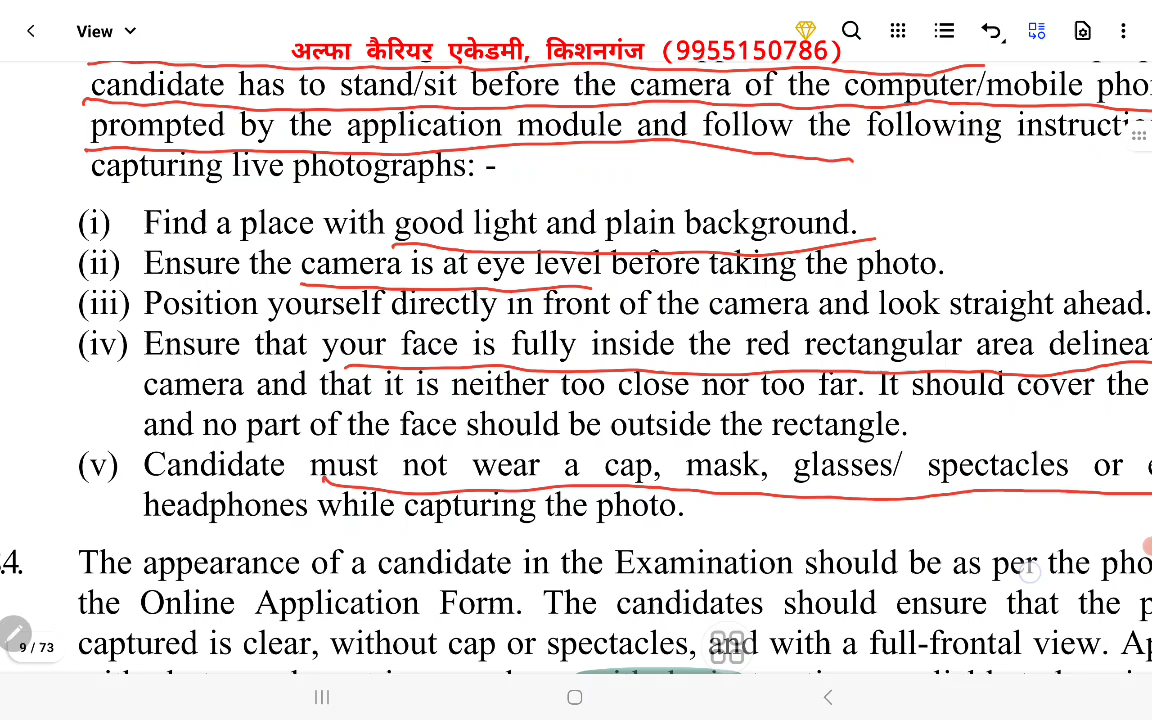 View
अल्फा कैरियर एकेडमी, किशनगंज (9955150786)
candidate has to stand/sit before the camera of the computer/mobile pho
prompted by the application module and follow the following instructi
capturing live photographs: -
(i) Find a place with good light and plain background.
(ii) Ensure the camera is at eye level before taking the photo.
(iii) Position yourself directly in front of the camera and look straight ahead.
(iv) Ensure that your face is fully inside the red rectangular area delinea
camera and that it is neither too close nor too far. It should cover the
and no part of the face should be outside the rectangle.
(v) Candidate must not wear a cap, mask, glasses/ spectacles or
headphones while capturing the photo.
4. The appearance of a candidate in the Examination should be as per the pho
the Online Application Form. The candidates should ensure that the p
captured is clear, without cap or spectacles, and with a full-frontal view. Ap
9 / 73